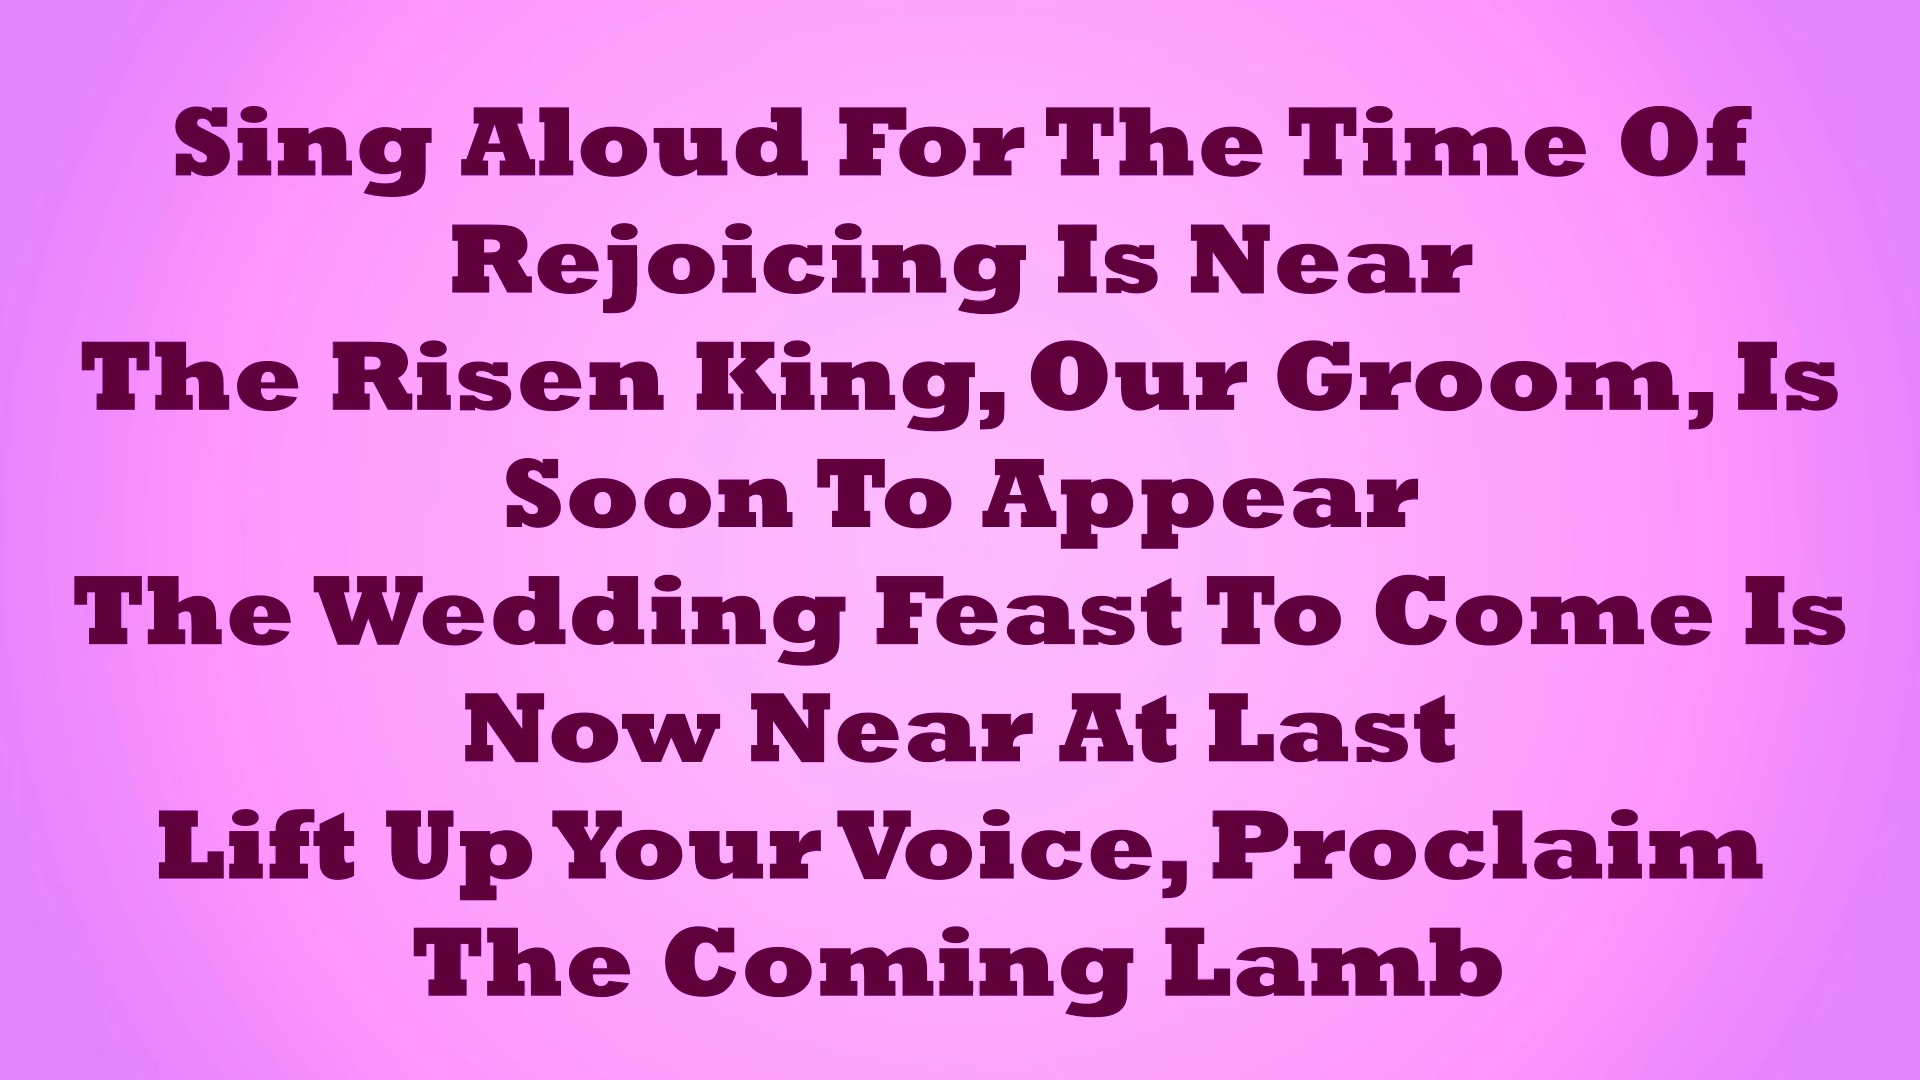 Sing Aloud For The Time Of
Rejoicing Is Near
The Risen King, Our Groom, Is
Soon To Appear
The Wedding Feast To Come Is
Now Near At Last
Lift Up Your Voice, Proclaim
The Coming Lamb